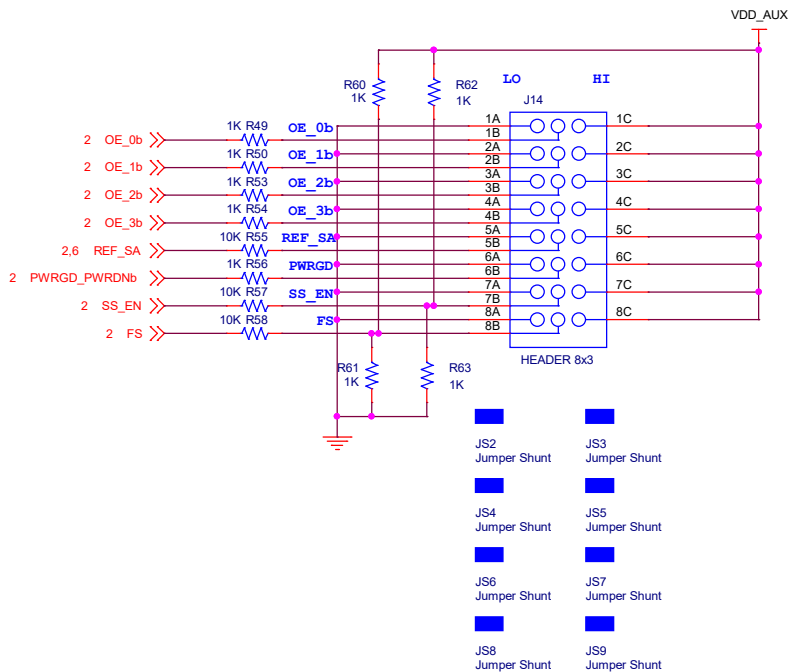 VDD_AUX
R60
1K
R62
1K
LO
HI
J14
1K R49
OE_0b
2 OE_0b
1K R50
OE_1b
2 OE_1b
1K R53
OE_2b
2 OE_2b
1K R54
OE_3b
2 OE_3b
10K R55
REF_SA
2,6 REF_SA
1K R56
PWRGD
2 PWRGD_PWRDNb
10K R57
SS_EN
2 SS_EN
10K R58
FS
2 FS
1A
1C
1B
2A
2C
2B
3A
3C
3B
4A
4C
4B
5A
5C
5B
6A
6C
6B
7A
7C
7B
8A
8C
8B
HEADER 8x3
R61
1K
R63
1K
JS2
Jumper Shunt
JS3
Jumper Shunt
JS4
Jumper Shunt
JS5
Jumper Shunt
JS6
Jumper Shunt
JS7
Jumper Shunt
JS8
Jumper Shunt
JS9
Jumper Shunt